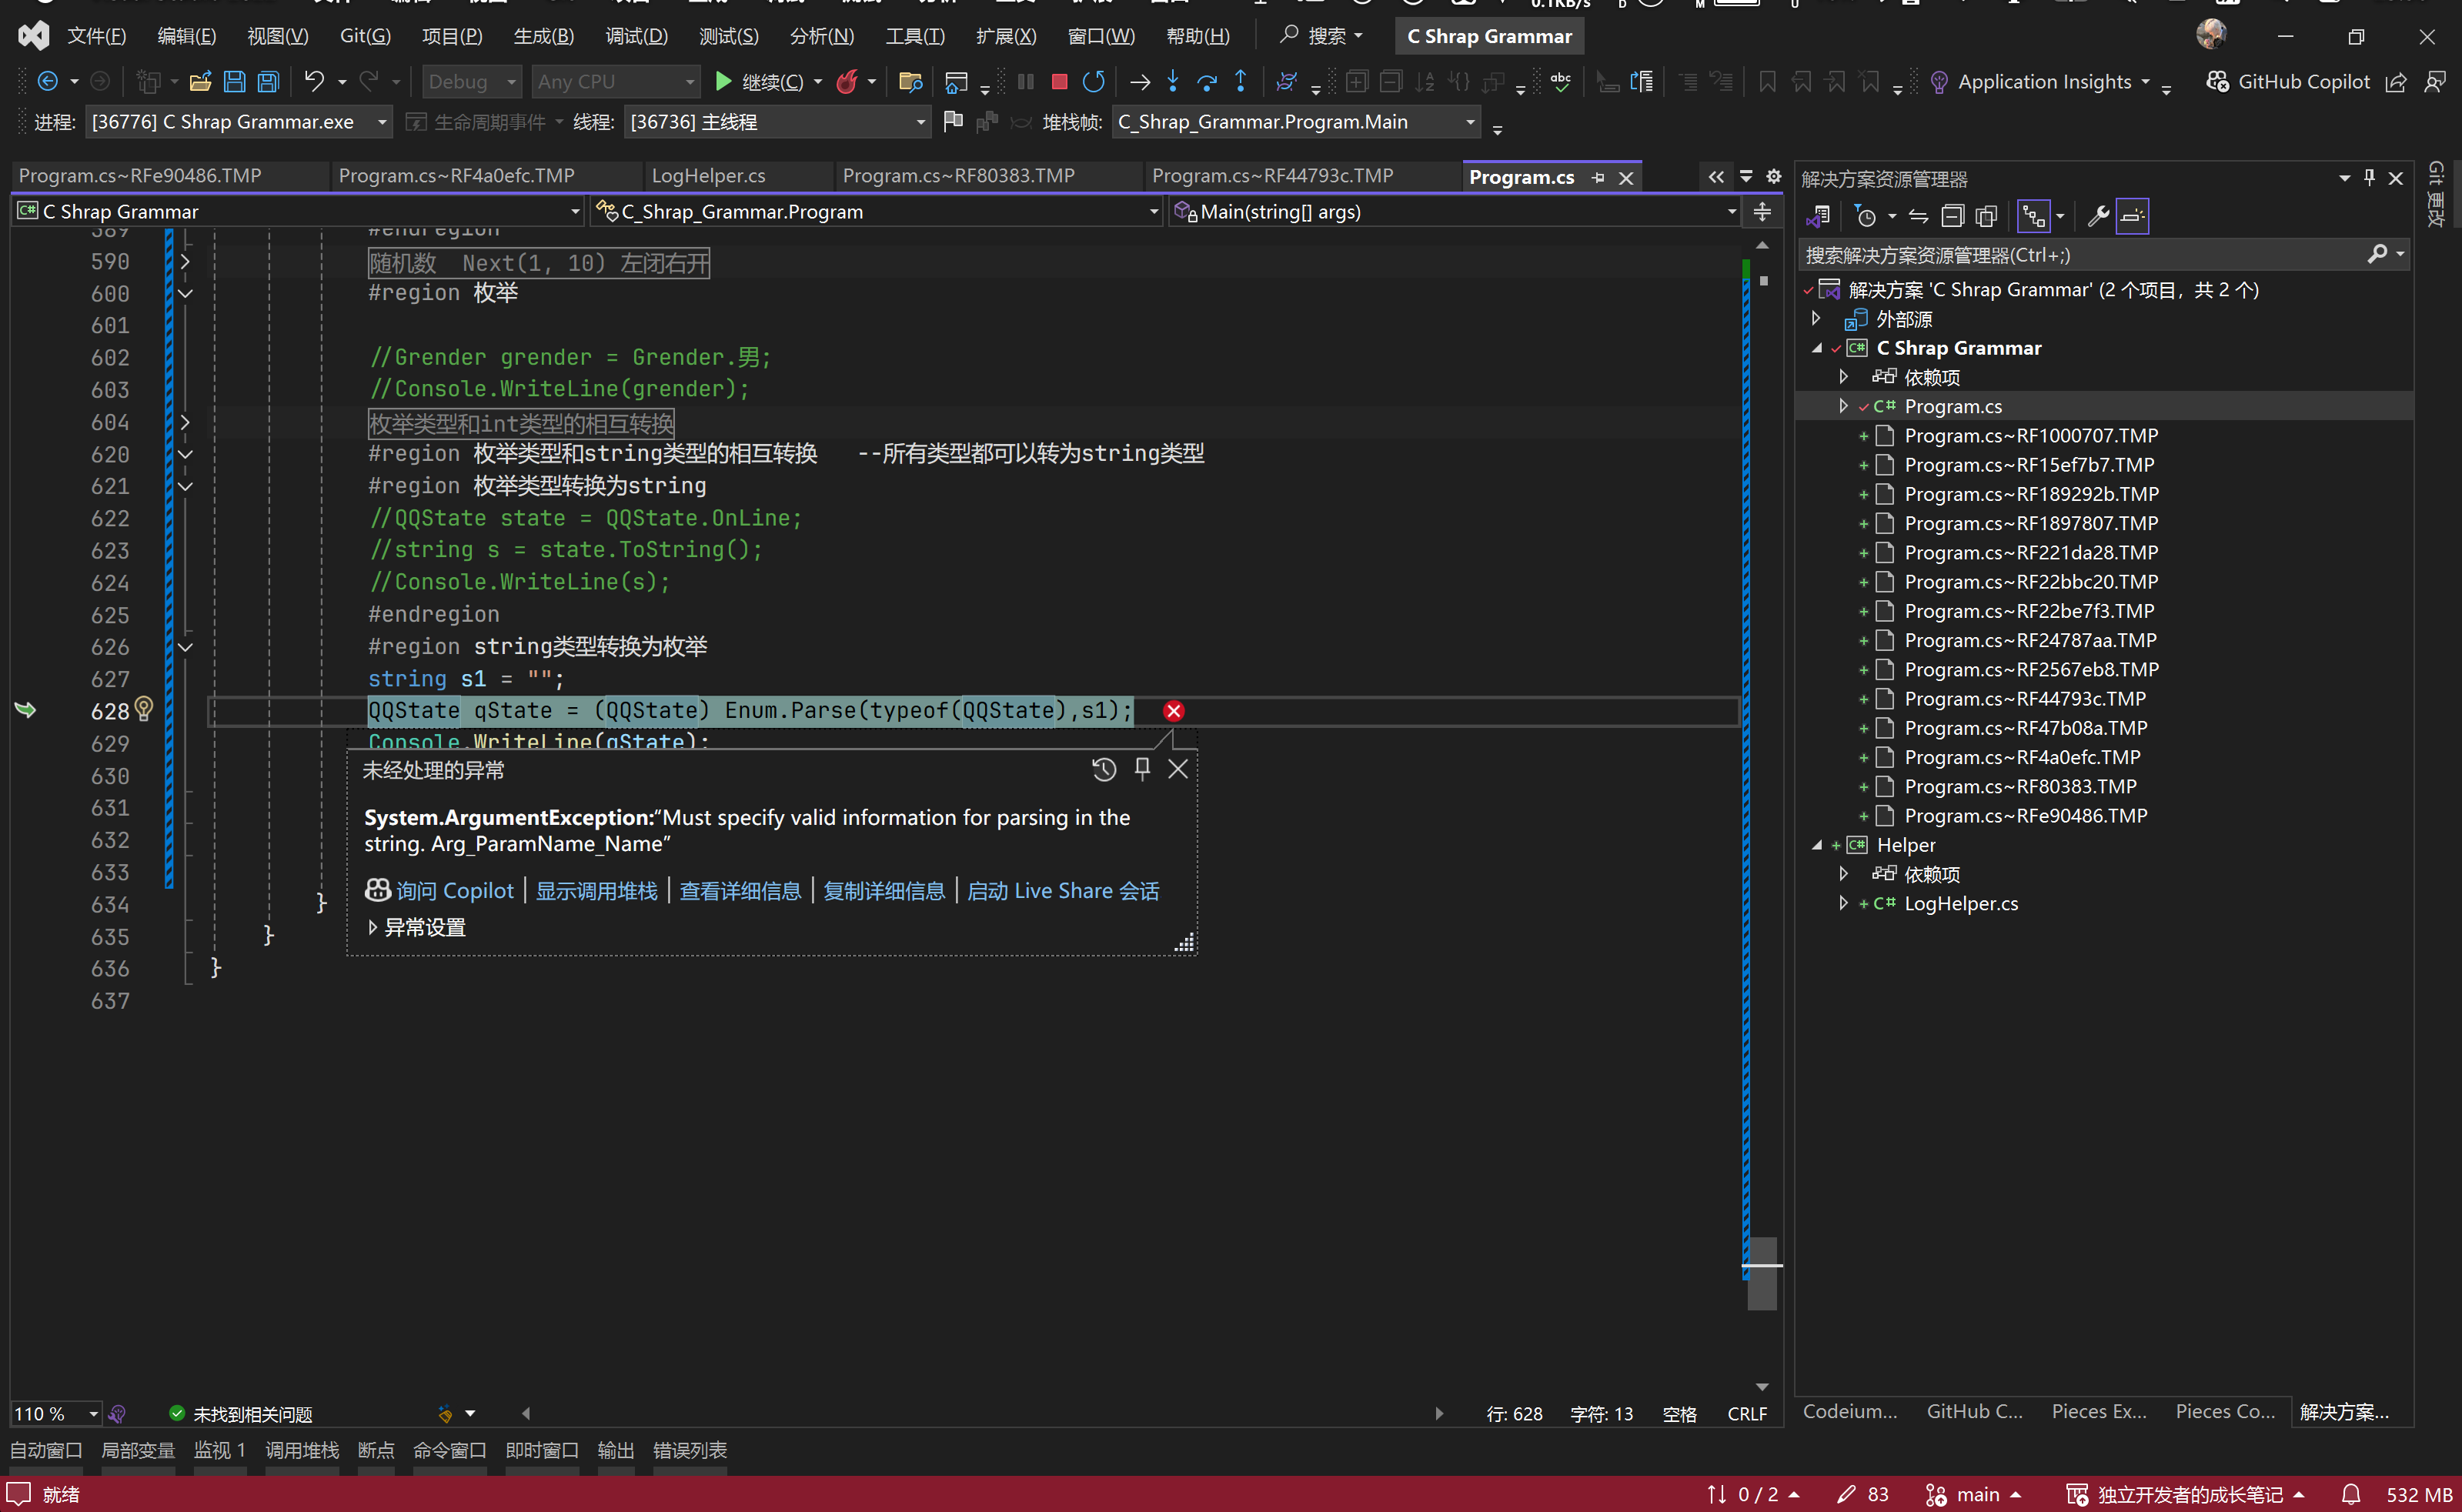 0.1KB/s D M U
文件(F) 编辑(E) 视图(V) Git(G) 项目(P) 生成(B) 调试(D) 测试(S) 分析(N) 工具(T) 扩展(X) 窗口(W) 帮助(H) 搜索 C Shrap Grammar
Debug Any CPU 继续(C) abc Application Insights GitHub Copilot
进程: [36776] C Shrap Grammar.exe 生命周期事件 线程: [36736] 主线程 堆栈帧: C_Shrap_Grammar.Program.Main
Program.cs~RFe90486.TMP Program.cs~RF4a0efc.TMP LogHelper.cs Program.cs~RF80383.TMP Program.cs~RF44793c.TMP Program.cs
C# C Shrap Grammar C_Shrap_Grammar.Program Main(string[] args)
589 #endregion
590 随机数 Next(1, 10) 左闭右开
600 #region 枚举
601
602 //Grender grender = Grender.男;
603 //Console.WriteLine(grender);
604 枚举类型和int类型的相互转换
620 #region 枚举类型和string类型的相互转换 --所有类型都可以转为string类型
621 #region 枚举类型转换为string
622 //QQState state = QQState.OnLine;
623 //string s = state.ToString();
624 //Console.WriteLine(s);
625 #endregion
626 #region string类型转换为枚举
627 string s1 = "";
628 QQState qState = (QQState) Enum.Parse(typeof(QQState),s1);
629 Console.WriteLine(qState);
630
631
632
633
634 }
635 }
636 }
637
未经处理的异常
System.ArgumentException:“Must specify valid information for parsing in the
string. Arg_ParamName_Name”
询问 Copilot | 显示调用堆栈 | 查看详细信息 | 复制详细信息 | 启动 Live Share 会话
异常设置
解决方案资源管理器
搜索解决方案资源管理器(Ctrl+;)
解决方案 'C Shrap Grammar' (2 个项目，共 2 个)
外部源
C# C Shrap Grammar
依赖项
C# Program.cs
Program.cs~RF1000707.TMP
Program.cs~RF15ef7b7.TMP
Program.cs~RF189292b.TMP
Program.cs~RF1897807.TMP
Program.cs~RF221da28.TMP
Program.cs~RF22bbc20.TMP
Program.cs~RF22be7f3.TMP
Program.cs~RF24787aa.TMP
Program.cs~RF2567eb8.TMP
Program.cs~RF44793c.TMP
Program.cs~RF47b08a.TMP
Program.cs~RF4a0efc.TMP
Program.cs~RF80383.TMP
Program.cs~RFe90486.TMP
C# Helper
依赖项
C# LogHelper.cs
Git 更改
110 % 未找到相关问题 行: 628 字符: 13 空格 CRLF
Codeium... GitHub C... Pieces Ex... Pieces Co... 解决方案...
自动窗口 局部变量 监视 1 调用堆栈 断点 命令窗口 即时窗口 输出 错误列表
就绪 0 / 2 83 main 独立开发者的成长笔记 532 MB